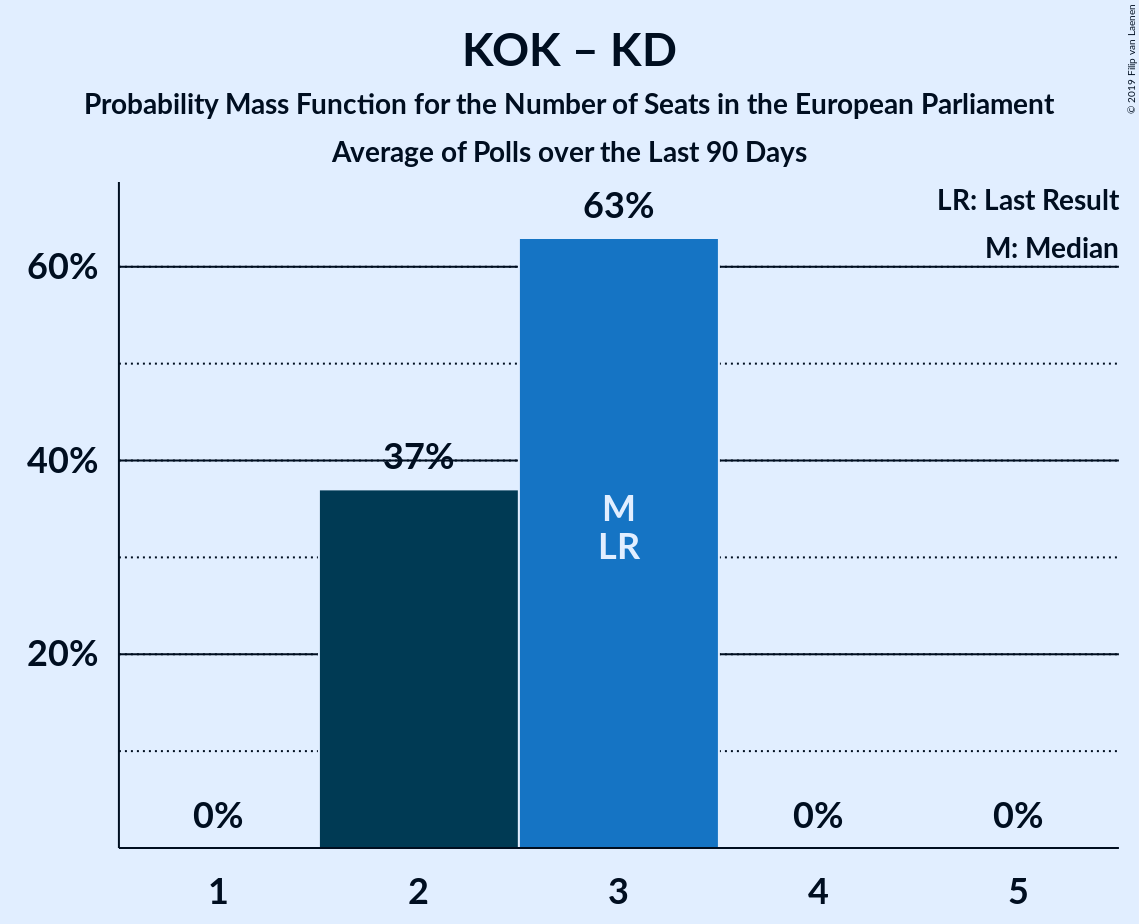 KOK – KD
Probability Mass Function for the Number of Seats in the European Parliament
Average of Polls over the Last 90 Days
© 2019 Filip van Laenen
LR: Last Result
M: Median
63%
60%
40%
37%
M
LR
20%
0%
0%
0%
1
2
3
4
5